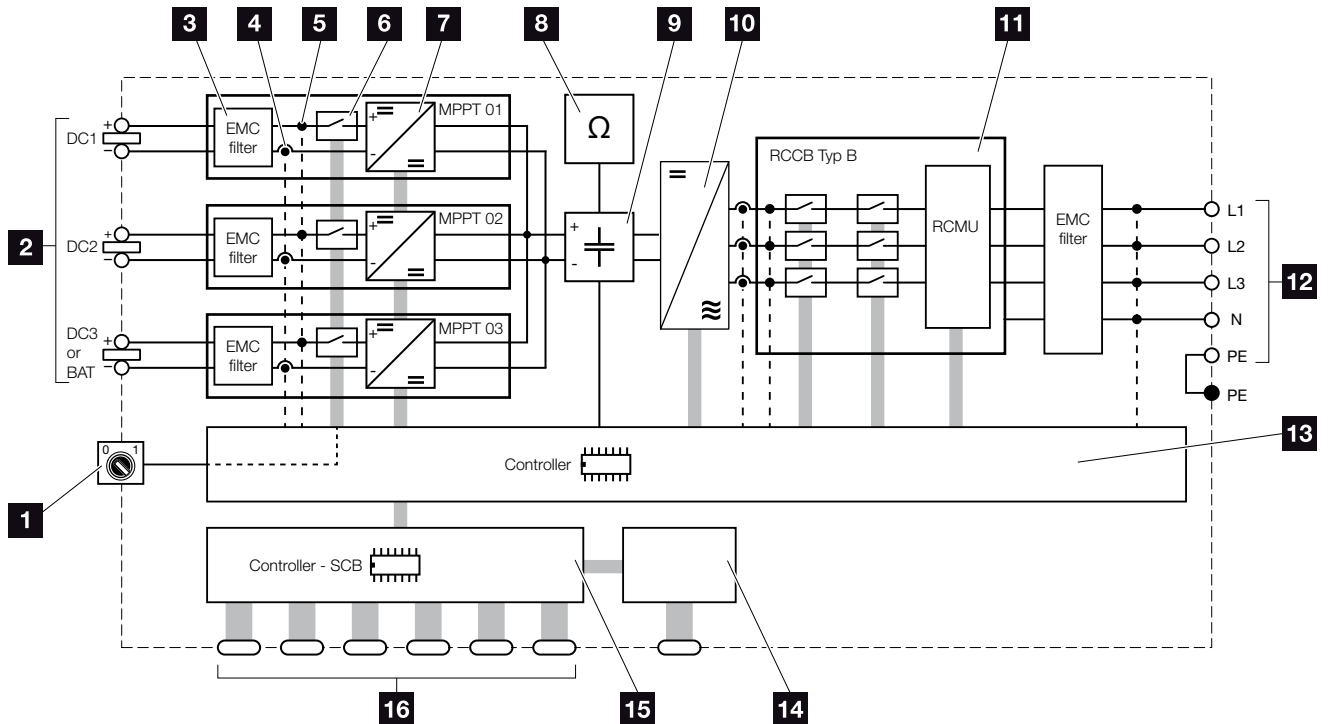 3 4 5 6 7 8 9 10 11
MPPT 01
EMC
filter
+ -
DC1
+ -
Ω
RCCB Typ B
2
MPPT 02
EMC
filter
+ -
DC2
+ -
+ -
=
≋
RCMU
EMC
filter
L1
L2
L3
N
PE
PE
12
MPPT 03
EMC
filter
+ -
DC3
or
BAT
+ -
0 1
1
Controller
13
Controller - SCB
16
15
14